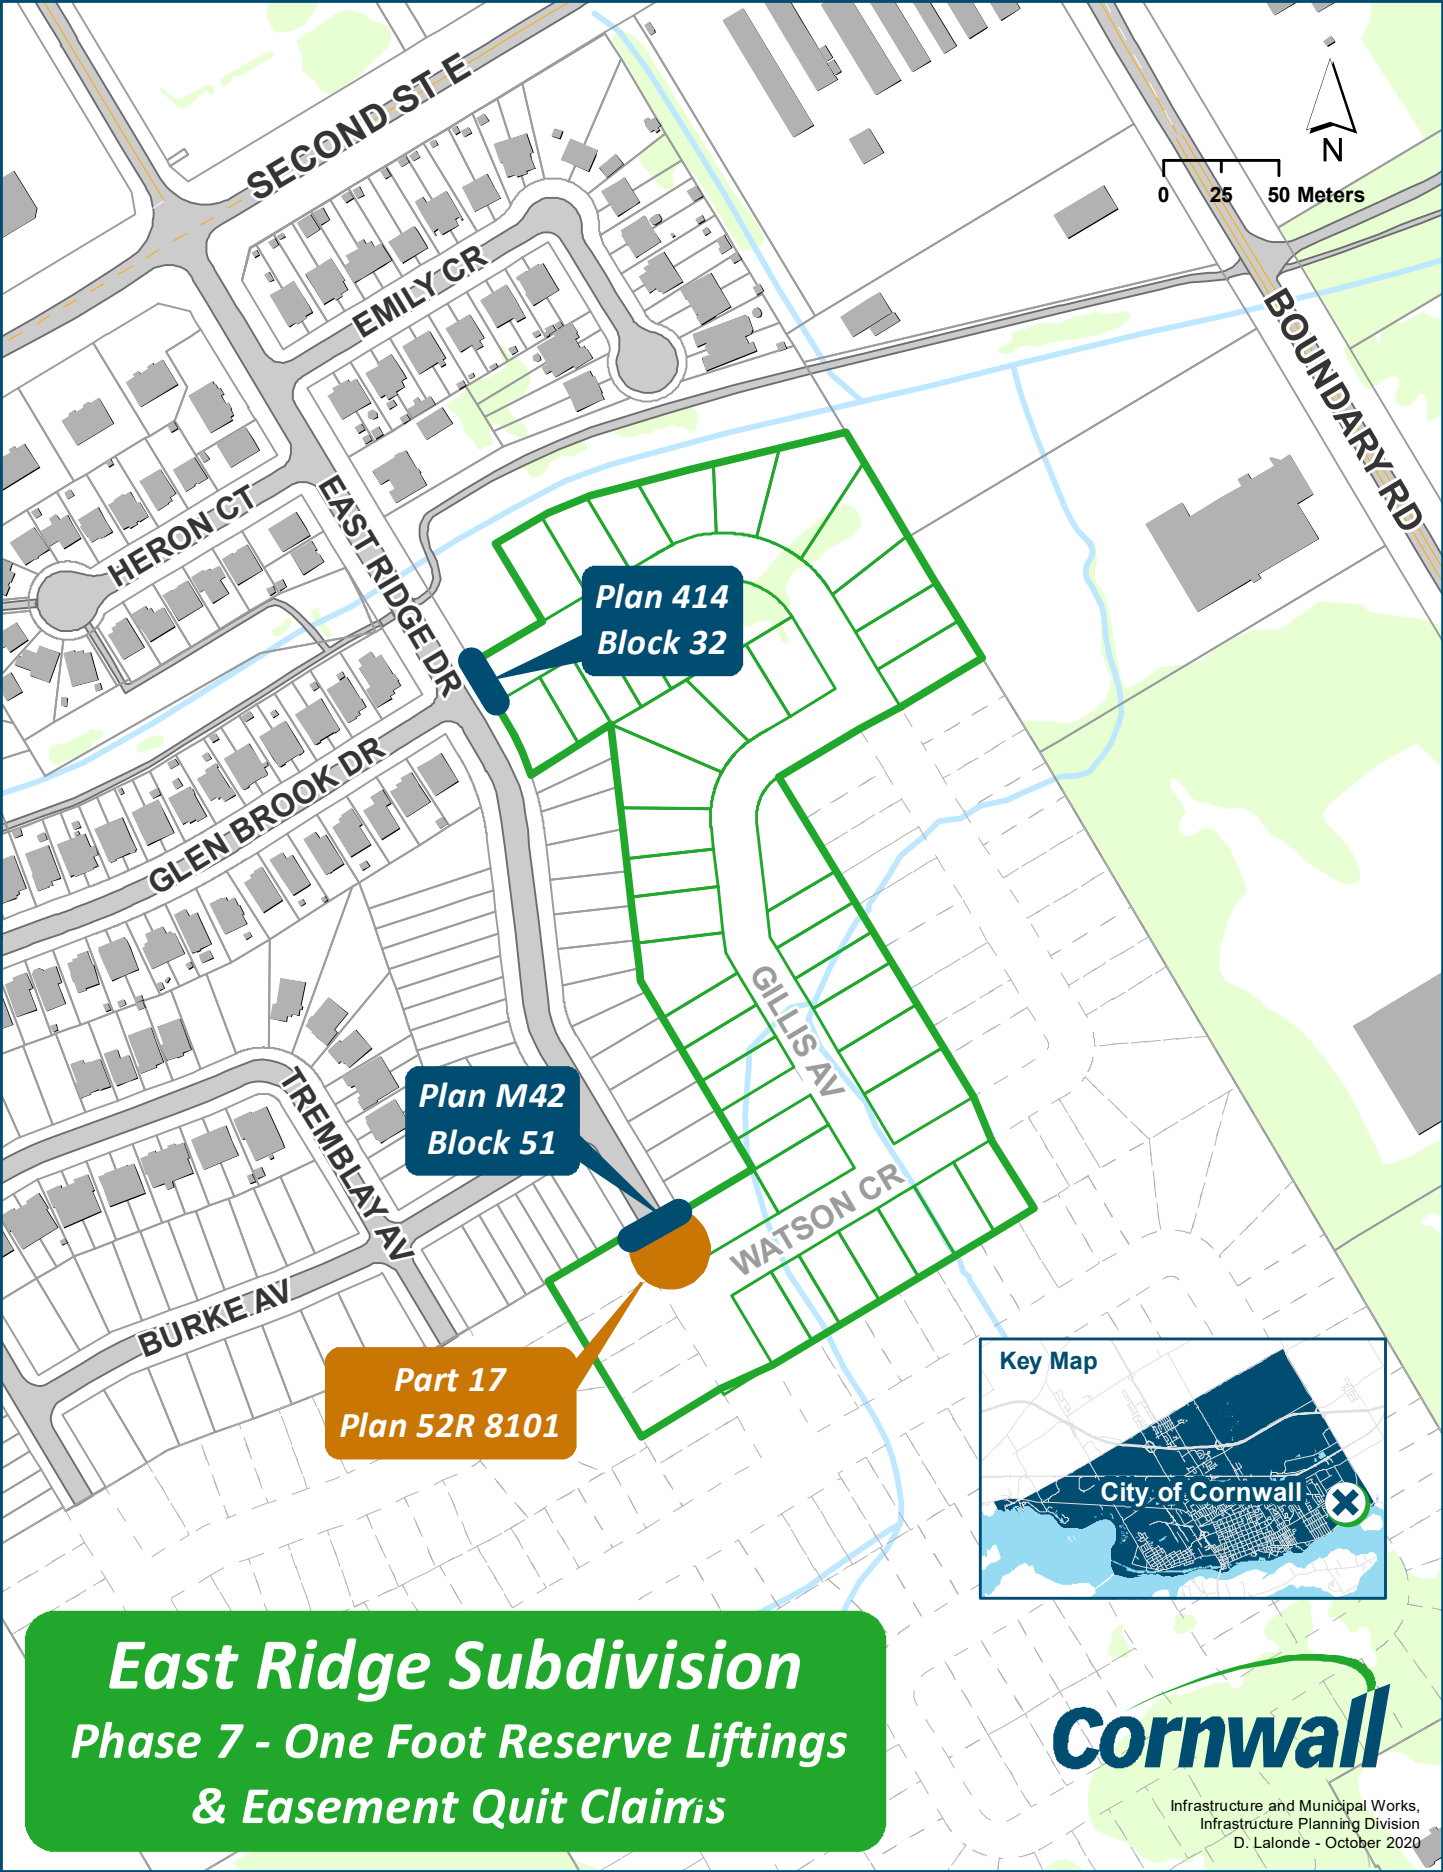 SECOND ST E
N
0 25 50 Meters
EMILY CR
BOUNDARY RD
HERON CT
EAST RIDGE DR
Plan 414
Block 32
GLEN BROOK DR
GILLIS AV
TREMBLAY AV
Plan M42
Block 51
WATSON CR
BURKE AV
Part 17
Plan 52R 8101
Key Map
City of Cornwall
East Ridge Subdivision
Phase 7 - One Foot Reserve Liftings
& Easement Quit Claims
Cornwall
Infrastructure and Municipal Works,
Infrastructure Planning Division
D. Lalonde - October 2020